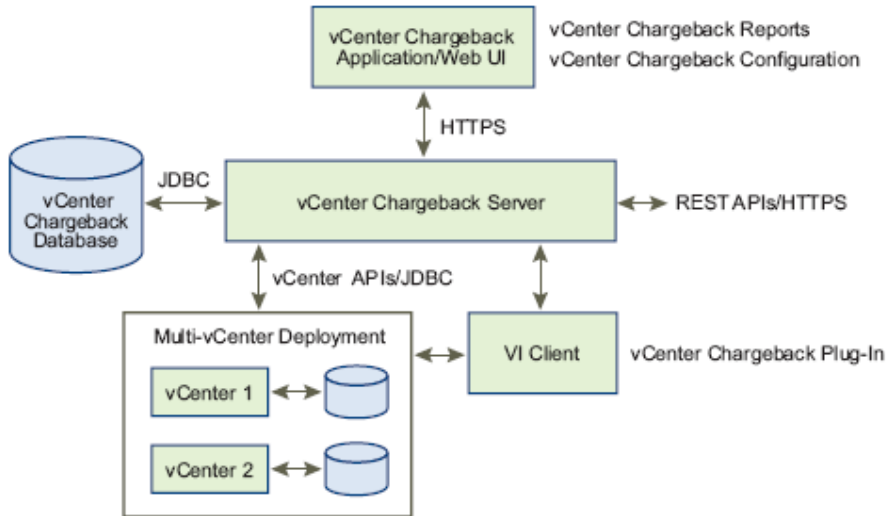 vCenter Chargeback
Application/Web UI
vCenter Chargeback Reports
vCenter Chargeback Configuration
HTTPS
vCenter
Chargeback
Database
JDBC
vCenter Chargeback Server
REST APIs/HTTPS
vCenter APIs/JDBC
Multi-vCenter Deployment
vCenter 1
vCenter 2
VI Client
vCenter Chargeback Plug-In